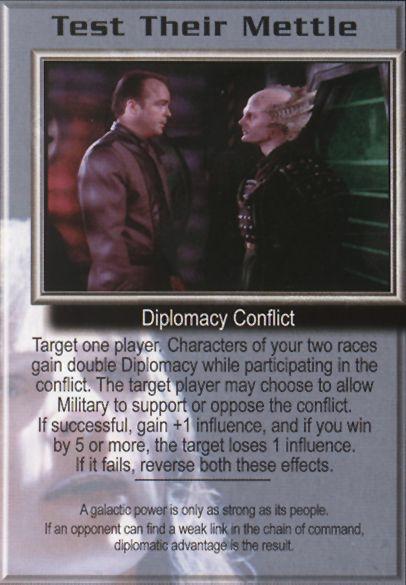 Test Their Mettle
Diplomacy Conflict
Target one player. Characters of your two races
gain double Diplomacy while participating in the
conflict. The target player may choose to allow
Military to support or oppose the conflict.
If successful, gain +1 influence, and if you win
by 5 or more, the target loses 1 influence.
If it fails, reverse both these effects.
A galactic power is only as strong as its people.
If an opponent can find a weak link in the chain of command,
diplomatic advantage is the result.